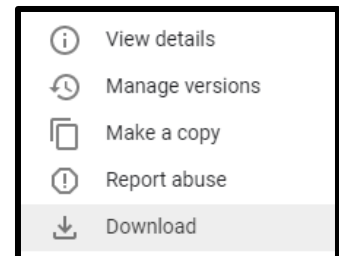 View details
Manage versions
Make a copy
Report abuse
Download